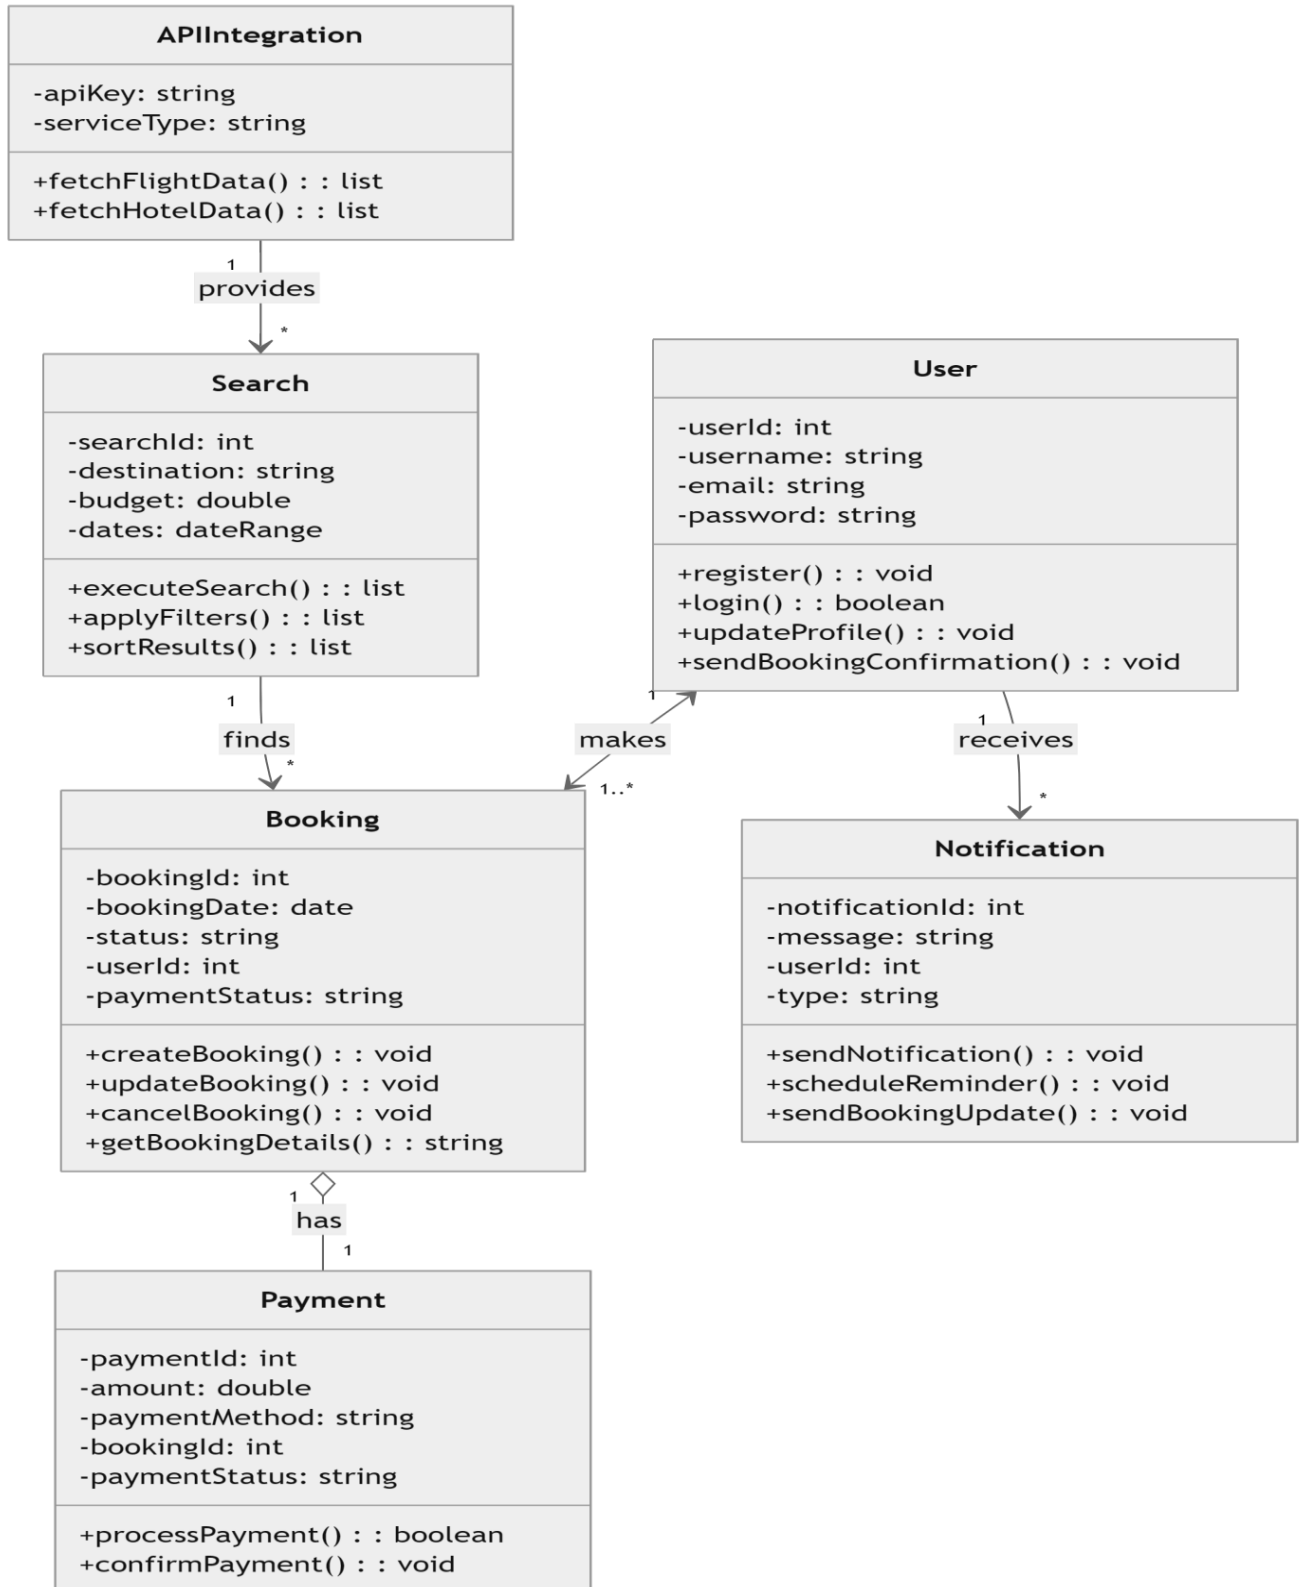 APIIntegration
-apiKey: string
-serviceType: string
+fetchFlightData() : : list
+fetchHotelData() : : list
1
provides
*
Search
-searchId: int
-destination: string
-budget: double
-dates: dateRange
+executeSearch() : : list
+applyFilters() : : list
+sortResults() : : list
User
-userId: int
-username: string
-email: string
-password: string
+register() : : void
+login() : : boolean
+updateProfile() : : void
+sendBookingConfirmation() : : void
1
finds
*
1
makes
1..*
1
receives
*
Booking
-bookingId: int
-bookingDate: date
-status: string
-userId: int
-paymentStatus: string
+createBooking() : : void
+updateBooking() : : void
+cancelBooking() : : void
+getBookingDetails() : : string
Notification
-notificationId: int
-message: string
-userId: int
-type: string
+sendNotification() : : void
+scheduleReminder() : : void
+sendBookingUpdate() : : void
1
has
1
Payment
-paymentId: int
-amount: double
-paymentMethod: string
-bookingId: int
-paymentStatus: string
+processPayment() : : boolean
+confirmPayment() : : void